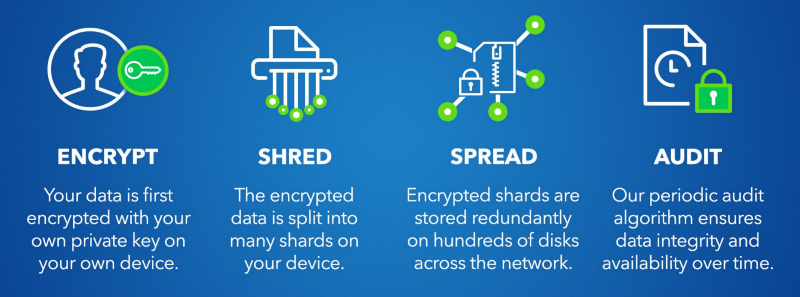 ENCRYPT
Your data is first
encrypted with your
own private key on
your own device.
SHRED
The encrypted
data is split into
many shards on
your device.
SPREAD
Encrypted shards are
stored redundantly
on hundreds of disks
across the network.
AUDIT
Our periodic audit
algorithm ensures
data integrity and
availability over time.